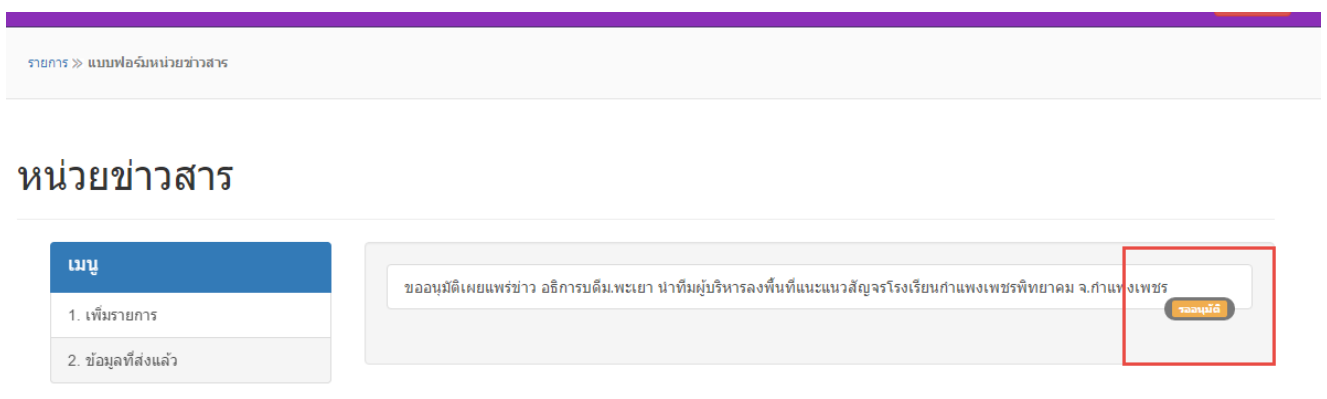 รายการ » แบบฟอร์มหน่วยข่าวสาร
หน่วยข่าวสาร
เมนู
1. เพิ่มรายการ
2. ข้อมูลที่ส่งแล้ว
ขออนุมัติเผยแพร่ข่าว อธิการบดีม.พะเยา นำทีมผู้บริหารลงพื้นที่แนะแนวสัญจรโรงเรียนกำแพงเพชรพิทยาคม จ.กำแพงเพชร
รออนุมัติ